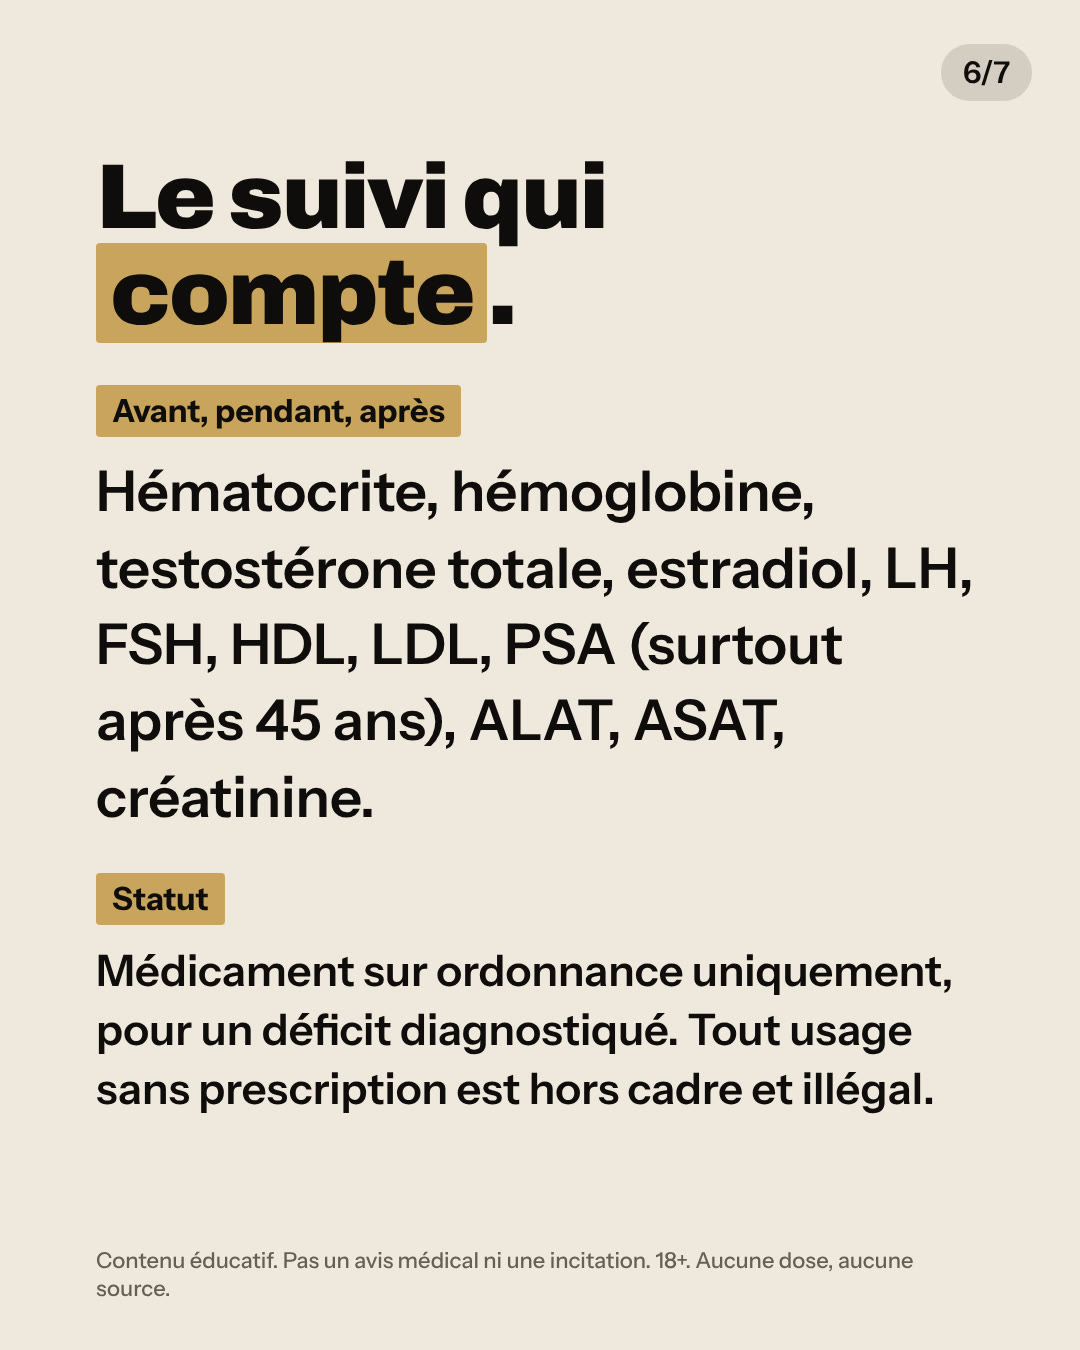 6/7
Le suivi qui
compte.
Avant, pendant, après
Hématocrite, hémoglobine,
testostérone totale, estradiol, LH,
FSH, HDL, LDL, PSA (surtout
après 45 ans), ALAT, ASAT,
créatinine.
Statut
Médicament sur ordonnance uniquement,
pour un déficit diagnostiqué. Tout usage
sans prescription est hors cadre et illégal.
Contenu éducatif. Pas un avis médical ni une incitation. 18+. Aucune dose, aucune
source.